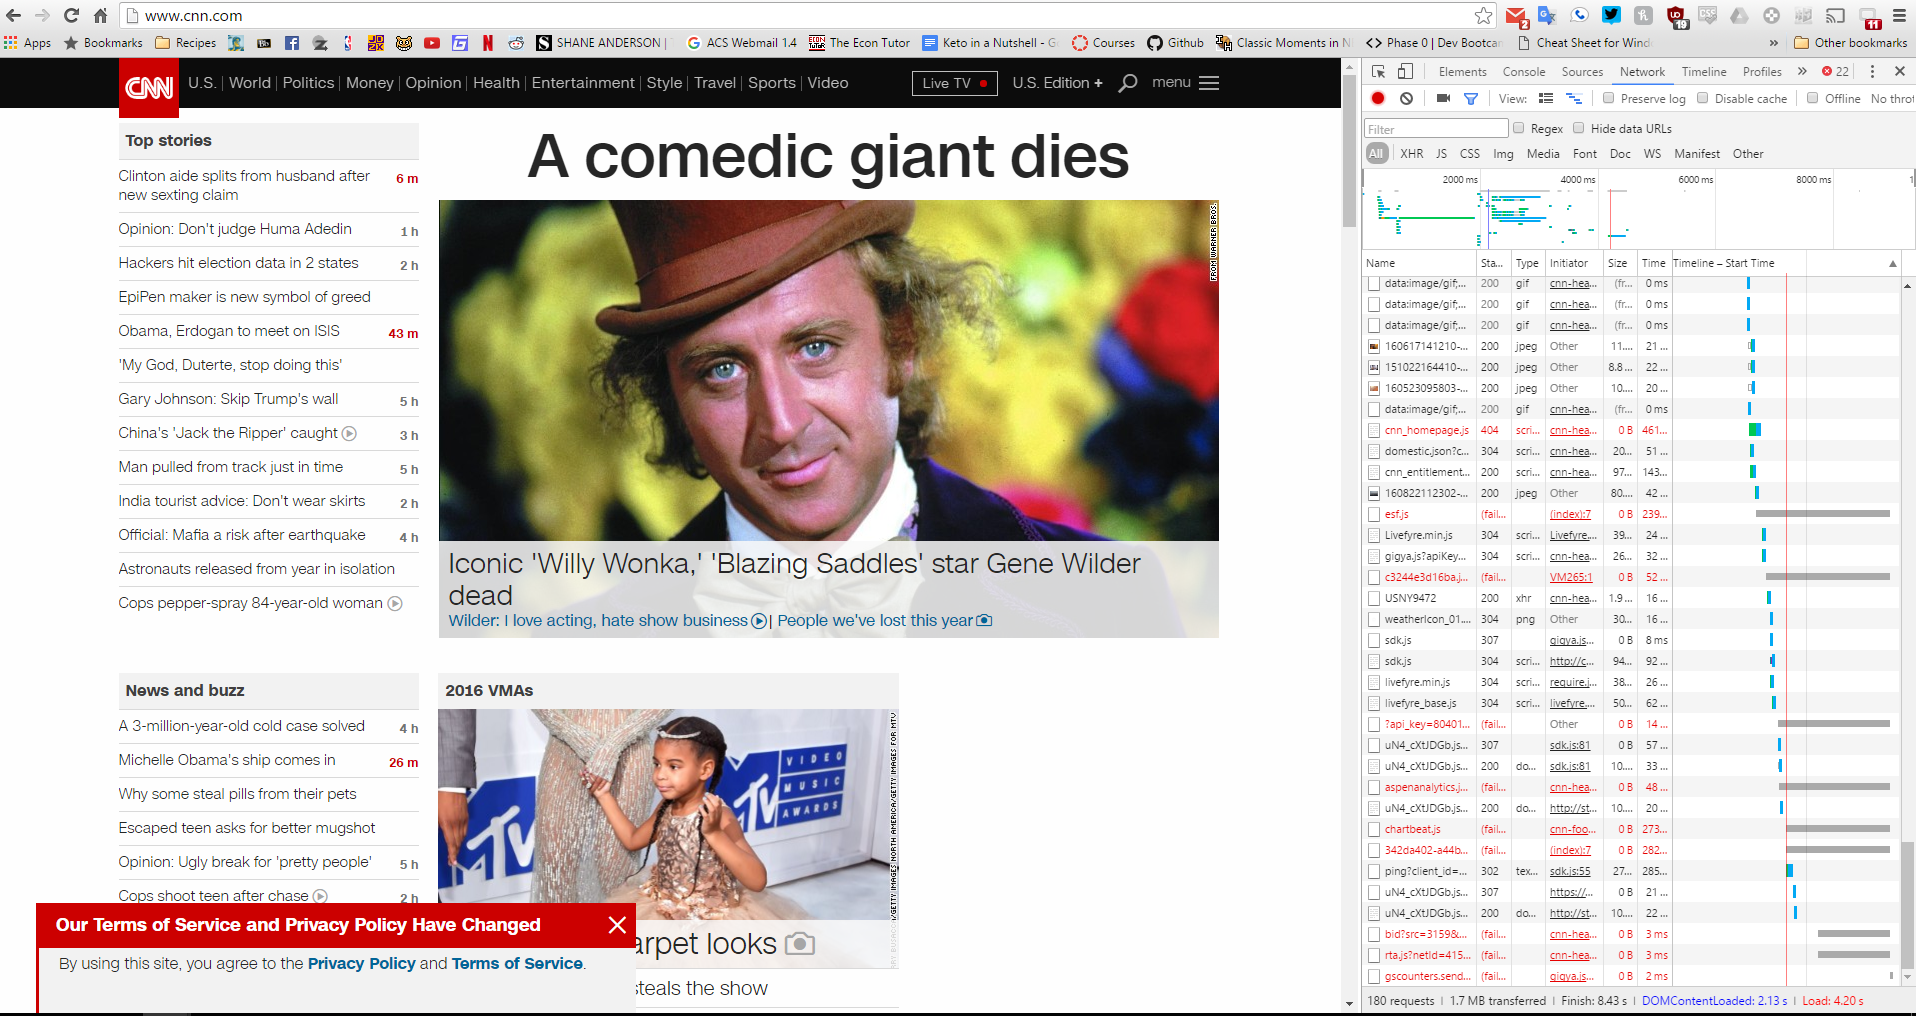 www.cnn.com
Apps Bookmarks Recipes SHANE ANDERSON | ACS Webmail 1.4 The Econ Tutor Keto in a Nutshell - Courses Github Classic Moments in Phase 0 | Dev Bootcan Cheat Sheet for Wind » Other bookmarks
CNN U.S. World Politics Money Opinion Health Entertainment Style Travel Sports Video Live TV U.S. Edition + menu
Top stories
Clinton aide splits from husband after 6 m
new sexting claim
Opinion: Don't judge Huma Adedin 1 h
Hackers hit election data in 2 states 2 h
EpiPen maker is new symbol of greed
Obama, Erdogan to meet on ISIS 43 m
'My God, Duterte, stop doing this'
Gary Johnson: Skip Trump's wall 5 h
China's 'Jack the Ripper' caught 3 h
Man pulled from track just in time 5 h
India tourist advice: Don't wear skirts 2 h
Official: Mafia a risk after earthquake 4 h
Astronauts released from year in isolation
Cops pepper-spray 84-year-old woman
A comedic giant dies
FROM WARNER BROS.
Iconic 'Willy Wonka,' 'Blazing Saddles' star Gene Wilder
dead
Wilder: I love acting, hate show business | People we've lost this year
News and buzz
A 3-million-year-old cold case solved 4 h
Michelle Obama's ship comes in 26 m
Why some steal pills from their pets
Escaped teen asks for better mugshot
Opinion: Ugly break for 'pretty people' 5 h
Cops shoot teen after chase 2 h
2016 VMAs
MTV VIDEO MUSIC AWARDS
/GETTY IMAGES NORTH AMERICA/GETTY IMAGES FOR MTV
arpet looks
steals the show
Our Terms of Service and Privacy Policy Have Changed
By using this site, you agree to the Privacy Policy and Terms of Service.
Elements Console Sources Network Timeline Profiles » 22
View: Preserve log Disable cache Offline No thro
Filter Regex Hide data URLs
All XHR JS CSS Img Media Font Doc WS Manifest Other
2000 ms 4000 ms 6000 ms 8000 ms
Name Sta... Type Initiator Size Time Timeline – Start Time
data:image/gif;... 200 gif cnn-hea... (fr... 0 ms
data:image/gif;... 200 gif cnn-hea... (fr... 0 ms
data:image/gif;... 200 gif cnn-hea... (fr... 0 ms
160617141210-... 200 jpeg Other 11.... 21 ...
151022164410-... 200 jpeg Other 8.8 ... 22 ...
160523095803-... 200 jpeg Other 10.... 20 ...
data:image/gif;... 200 gif cnn-hea... (fr... 0 ms
cnn_homepage.js 404 scri... cnn-hea... 0 B 461...
domestic.json?c... 304 scri... cnn-hea... 20... 51 ...
cnn_entitlement... 200 scri... cnn-hea... 97... 143...
160822112302-... 200 jpeg Other 80.... 42 ...
esf.js (fail... (index):7 0 B 239...
Livefyre.min.js 304 scri... Livefyre.... 39... 24 ...
gigya.js?apiKey... 304 scri... cnn-hea... 26... 32 ...
c3244e3d16ba.j... (fail... VM265:1 0 B 52 ...
USNY9472 200 xhr cnn-hea... 1.9 ... 16 ...
weatherIcon_01.... 304 png Other 30... 16 ...
sdk.js 307 gigya.js... 0 B 8 ms
sdk.js 304 scri... http://c... 94... 92 ...
livefyre.min.js 304 scri... require.j... 38... 26 ...
livefyre_base.js 304 scri... livefyre.... 50... 62 ...
?api_key=80401... (fail... Other 0 B 14 ...
uN4_cXtJDGb.js... 307 sdk.js:81 0 B 57 ...
uN4_cXtJDGb.js... 200 do... sdk.js:81 10.... 33 ...
aspenanalytics.j... (fail... cnn-hea... 0 B 48 ...
uN4_cXtJDGb.js... 200 do... http://st... 10.... 20 ...
chartbeat.js (fail... cnn-foo... 0 B 273...
342da402-a44b... (fail... (index):7 0 B 282...
ping?client_id=... 302 tex... sdk.js:55 27... 285...
uN4_cXtJDGb.js... 307 https://... 0 B 21 ...
uN4_cXtJDGb.js... 200 do... http://st... 10.... 22 ...
bid?src=3159&... (fail... cnn-hea... 0 B 3 ms
rta.js?netId=415... (fail... cnn-hea... 0 B 3 ms
gscounters.send... (fail... gigya.js... 0 B 2 ms
180 requests | 1.7 MB transferred | Finish: 8.43 s | DOMContentLoaded: 2.13 s | Load: 4.20 s